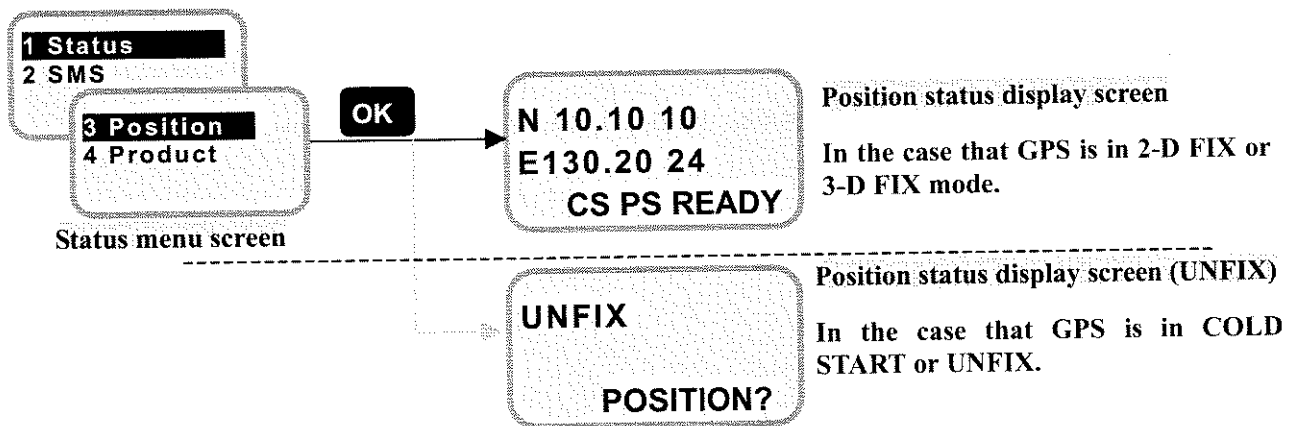 1 Status
2 SMS
3 Position
4 Product
Status menu screen
OK
N 10.10 10
E130.20 24
CS PS READY
Position status display screen
In the case that GPS is in 2-D FIX or
3-D FIX mode.
UNFIX
POSITION?
Position status display screen (UNFIX)
In the case that GPS is in COLD
START or UNFIX.